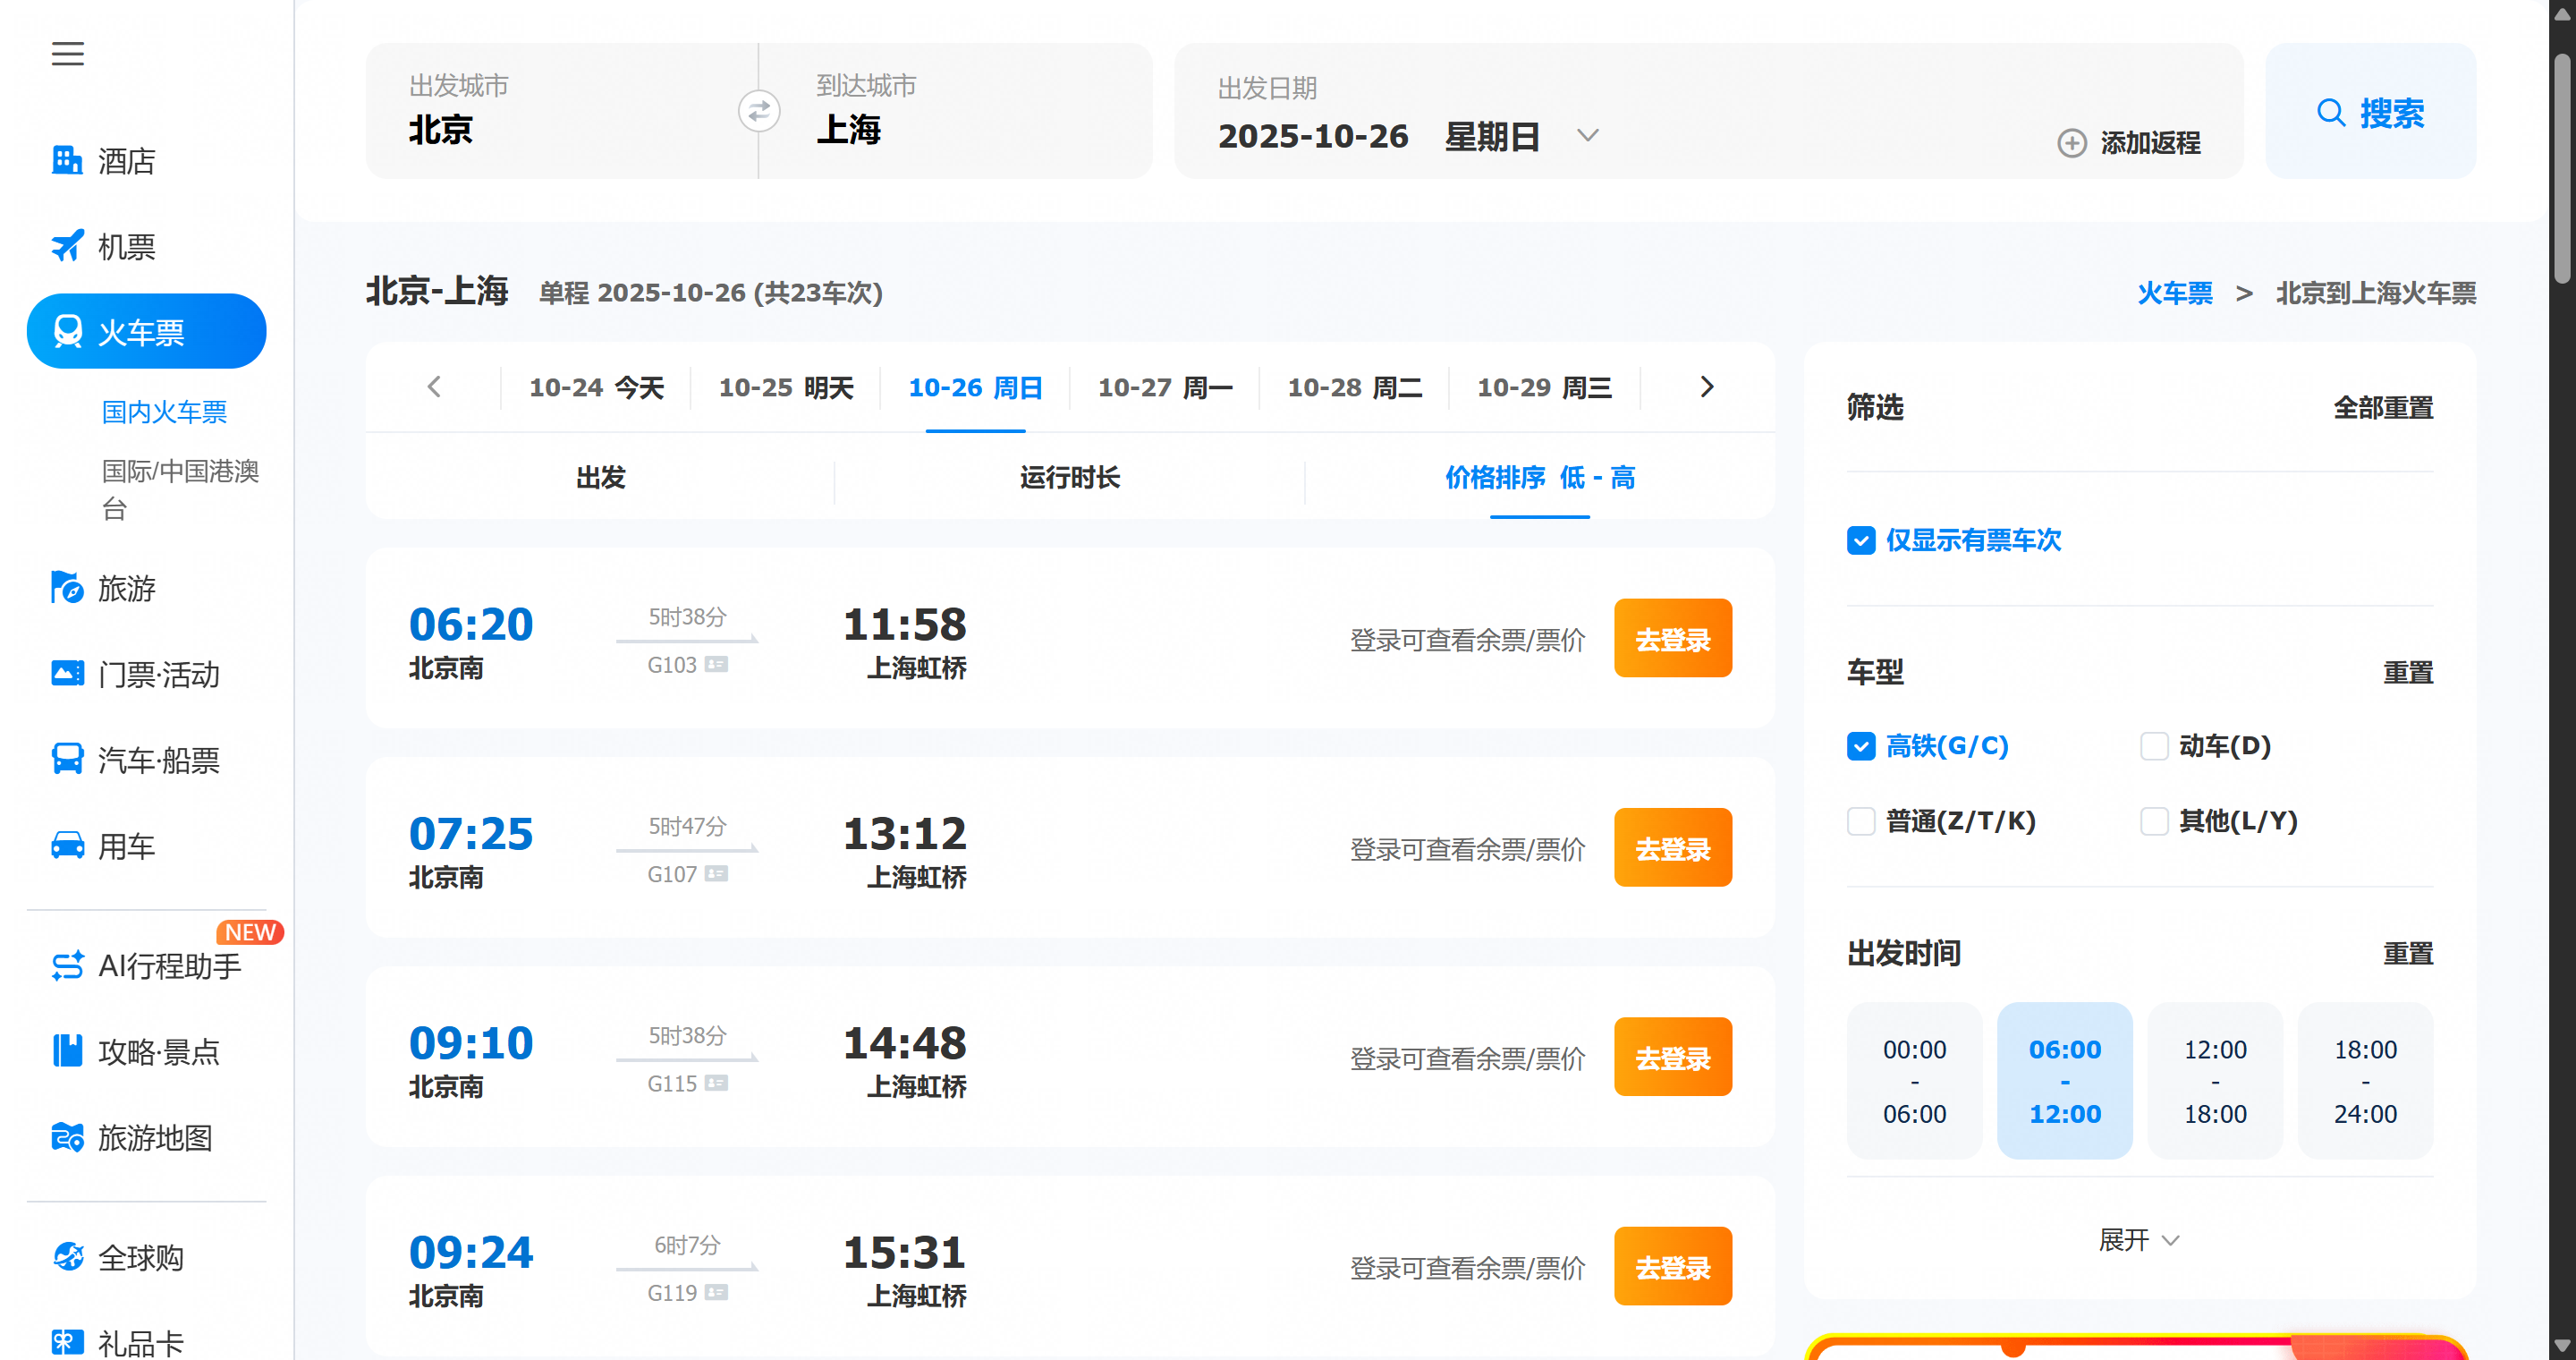 酒店
机票
火车票
国内火车票
国际/中国港澳
台
旅游
门票·活动
汽车·船票
用车
NEW
AI行程助手
攻略·景点
旅游地图
全球购
礼品卡
出发城市
北京
到达城市
上海
出发日期
2025-10-26 星期日
添加返程
搜索
北京-上海 单程 2025-10-26 (共23车次)
火车票 > 北京到上海火车票
10-24 今天
10-25 明天
10-26 周日
10-27 周一
10-28 周二
10-29 周三
出发
运行时长
价格排序 低 - 高
06:20
北京南
5时38分
G103
11:58
上海虹桥
登录可查看余票/票价
去登录
07:25
北京南
5时47分
G107
13:12
上海虹桥
登录可查看余票/票价
去登录
09:10
北京南
5时38分
G115
14:48
上海虹桥
登录可查看余票/票价
去登录
09:24
北京南
6时7分
G119
15:31
上海虹桥
登录可查看余票/票价
去登录
筛选
全部重置
仅显示有票车次
车型
重置
高铁(G/C)
动车(D)
普通(Z/T/K)
其他(L/Y)
出发时间
重置
00:00
-
06:00
06:00
-
12:00
12:00
-
18:00
18:00
-
24:00
展开